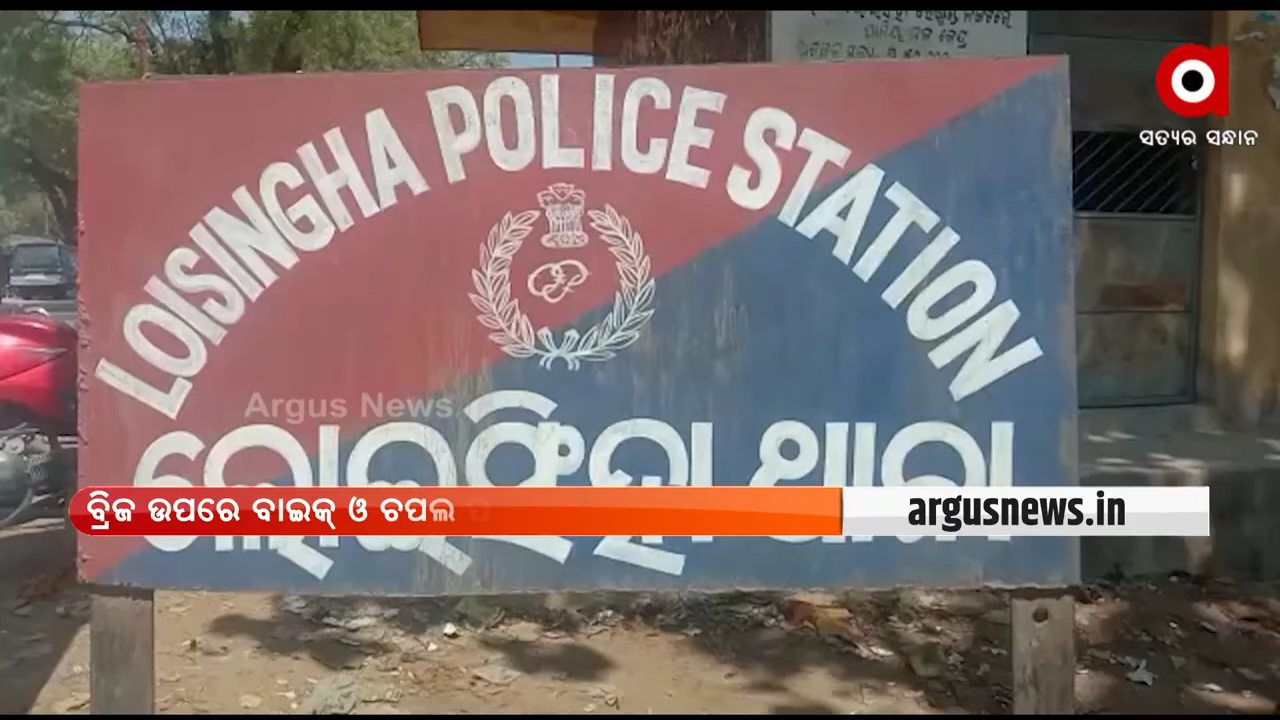 ସତ୍ୟର ସନ୍ଧାନ
LOISINGHA POLICE STATION
Argus News
ଲୋଇସିଂହା ଥାନା
ବ୍ରିଜ ଉପରେ ବାଇକ୍ ଓ ଚପଲ
argusnews.in